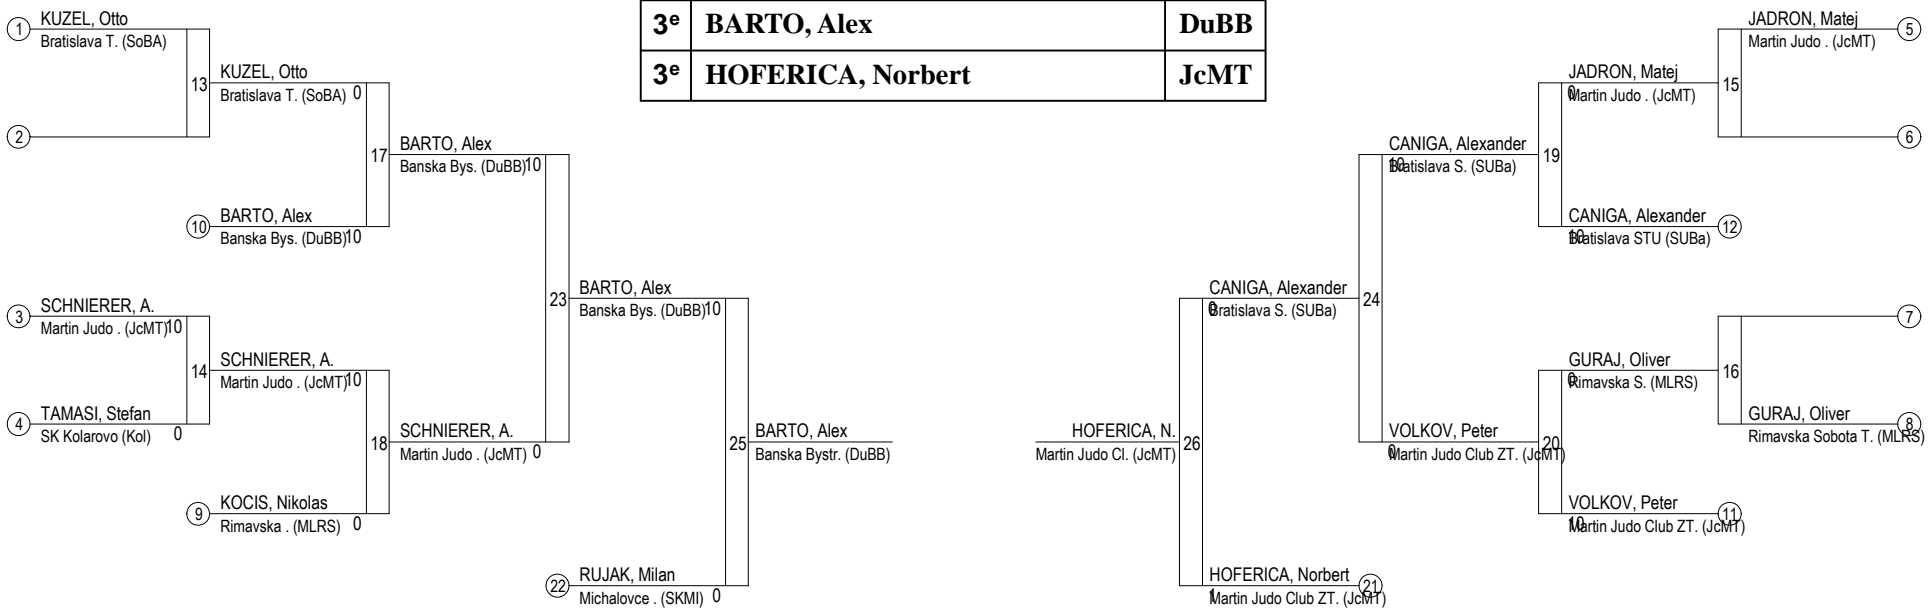 3e BARTO, Alex DuBB
3e HOFERICA, Norbert JcMT
1 KUZEL, Otto
Bratislava T. (SoBA)
13
2
KUZEL, Otto
Bratislava T. (SoBA) 0
17
10 BARTO, Alex
Banska Bys. (DuBB) 10
BARTO, Alex
Banska Bys. (DuBB) 10
3 SCHNIERER, A.
Martin Judo . (JcMT) 10
14
4 TAMASI, Stefan
SK Kolarovo (Kol) 0
SCHNIERER, A.
Martin Judo . (JcMT) 10
18
9 KOCIS, Nikolas
Rimavska . (MLRS) 0
SCHNIERER, A.
Martin Judo . (JcMT) 0
23
BARTO, Alex
Banska Bys. (DuBB) 10
25
22 RUJAK, Milan
Michalovce . (SKMI) 0
BARTO, Alex
Banska Bystr. (DuBB)
JADRON, Matej 5
Martin Judo . (JcMT)
15
6
JADRON, Matej
0 Martin Judo . (JcMT)
19
CANIGA, Alexander 12
10 Bratislava STU (SUBa)
CANIGA, Alexander
10 Bratislava S. (SUBa)
24
7
16
GURAJ, Oliver 8
Rimavska Sobota T. (MLRS)
GURAJ, Oliver
0 Rimavska S. (MLRS)
20
VOLKOV, Peter 11
10 Martin Judo Club ZT. (JcMT)
VOLKOV, Peter
0 Martin Judo Club ZT. (JcMT)
CANIGA, Alexander
0 Bratislava S. (SUBa)
26
HOFERICA, Norbert 21
1 Martin Judo Club ZT. (JcMT)
HOFERICA, N.
Martin Judo Cl. (JcMT)